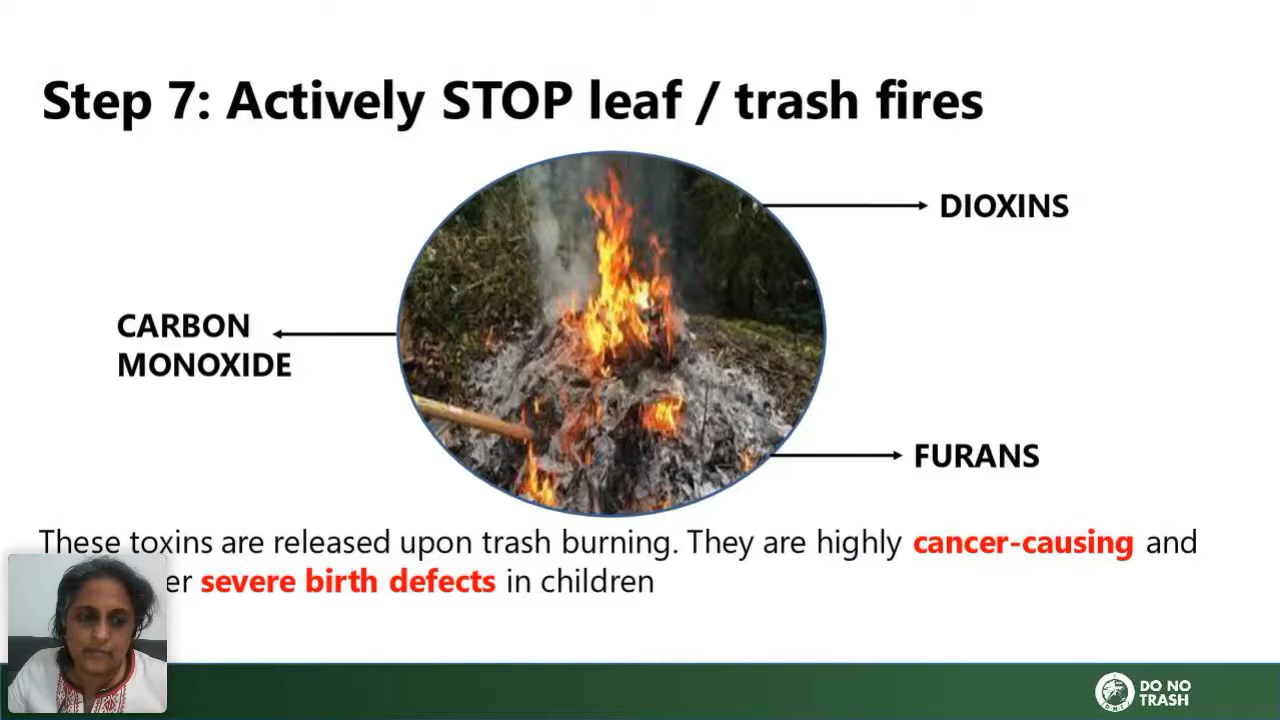 Step 7: Actively STOP leaf / trash fires
DIOXINS
CARBON
MONOXIDE
FURANS
These toxins are released upon trash burning. They are highly cancer-causing and
severe birth defects in children
DO NO
TRASH